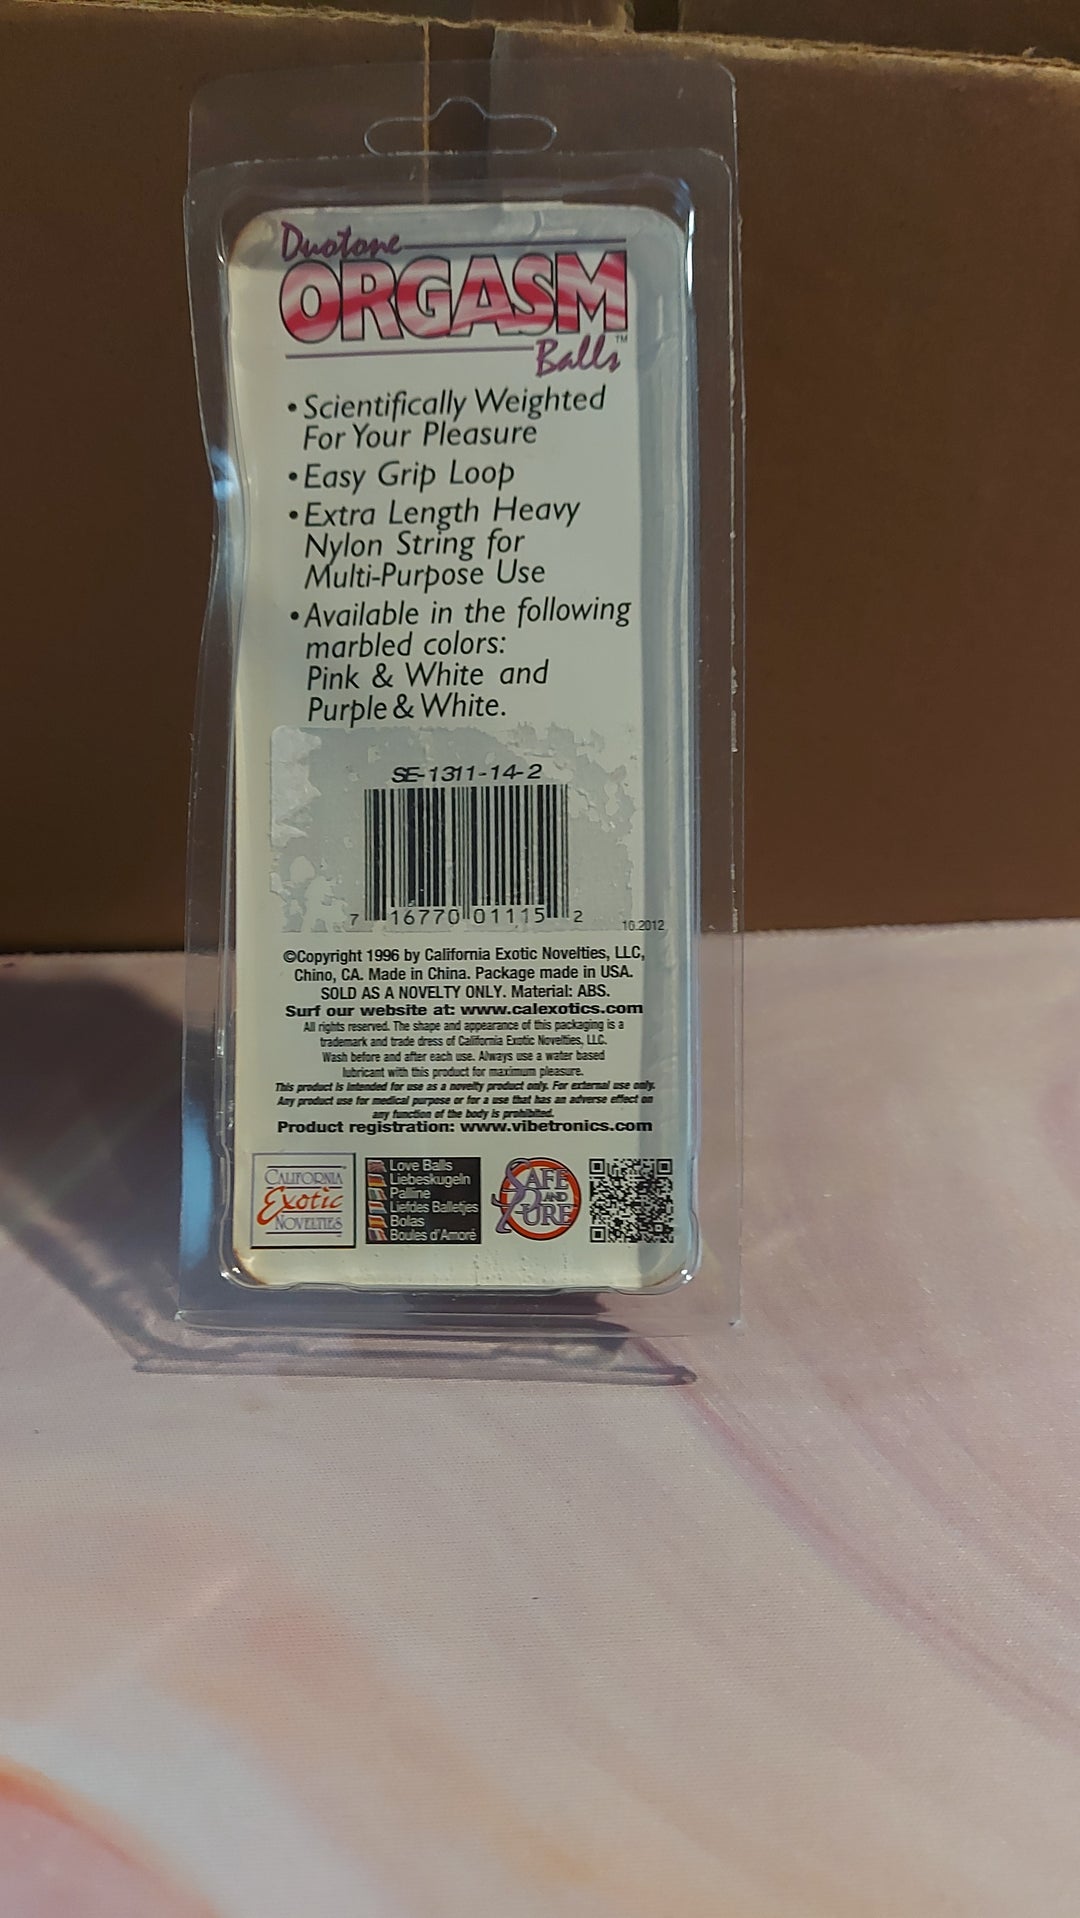 Duotone
ORGASM
Balls™
• Scientifically Weighted
For Your Pleasure
• Easy Grip Loop
• Extra Length Heavy
Nylon String for
Multi-Purpose Use
• Available in the following
marbled colors:
Pink & White and
Purple & White.
SE-1311-14-2
7 16770 01115 2
10.2012
©Copyright 1996 by California Exotic Novelties, LLC,
Chino, CA. Made in China. Package made in USA.
SOLD AS A NOVELTY ONLY. Material: ABS.
Surf our website at: www.calexotics.com
All rights reserved. The shape and appearance of this packaging is a
trademark and trade dress of California Exotic Novelties, LLC.
Wash before and after each use. Always use a water based
lubricant with this product for maximum pleasure.
This product is intended for use as a novelty product only. For external use only.
Any product use for medical purpose or for a use that has an adverse effect on
any function of the body is prohibited.
Product registration: www.vibetronics.com
CALIFORNIA
Exotic
NOVELTIES
Love Balls
Liebeskugeln
Palline
Liefdes Balletjes
Bolas
Boules d'Amoré
SAFE
AND
PURE